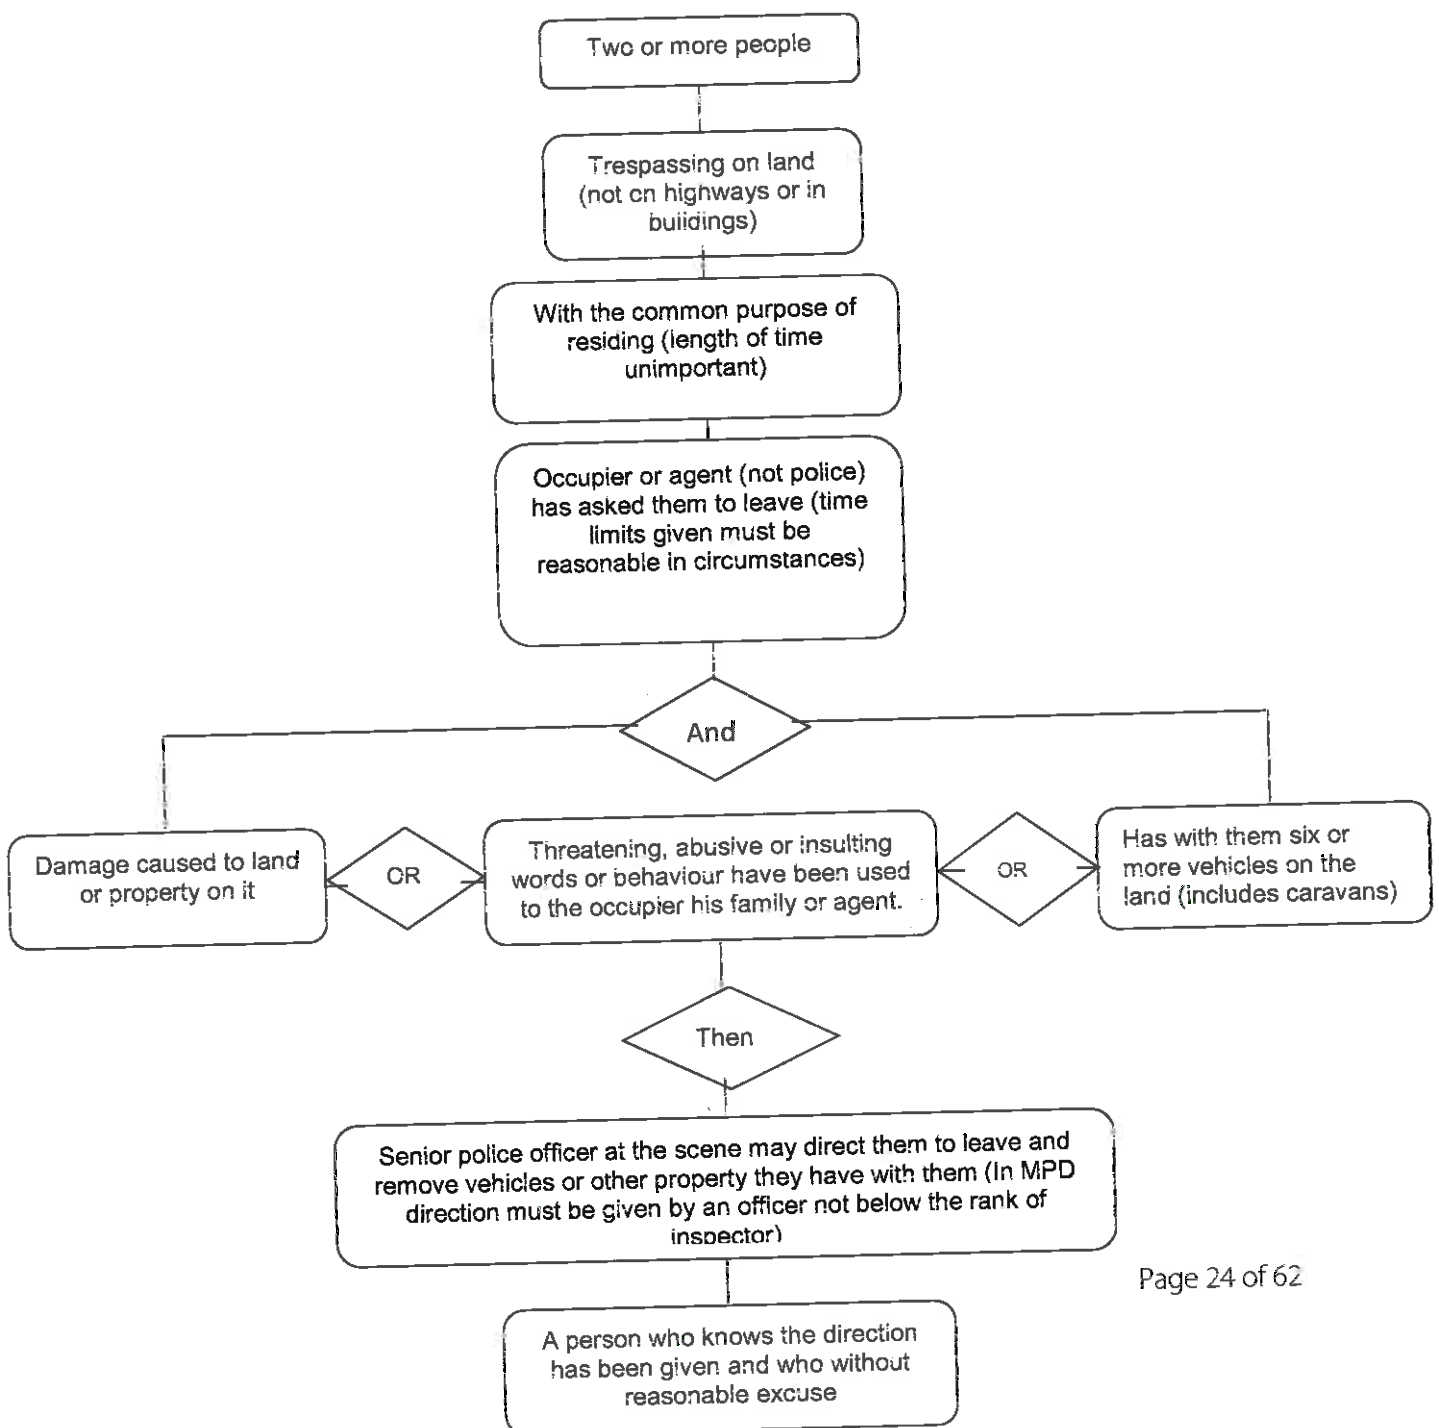 Two or more people
Trespassing on land
(not on highways or in
buildings)
With the common purpose of
residing (length of time
unimportant)
Occupier or agent (not police)
has asked them to leave (time
limits given must be
reasonable in circumstances)
And
Damage caused to land
or property on it
OR
Threatening, abusive or insulting
words or behaviour have been used
to the occupier his family or agent.
OR
Has with them six or
more vehicles on the
land (includes caravans)
Then
Senior police officer at the scene may direct them to leave and
remove vehicles or other property they have with them (In MPD
direction must be given by an officer not below the rank of
inspector)
Page 24 of 62
A person who knows the direction
has been given and who without
reasonable excuse